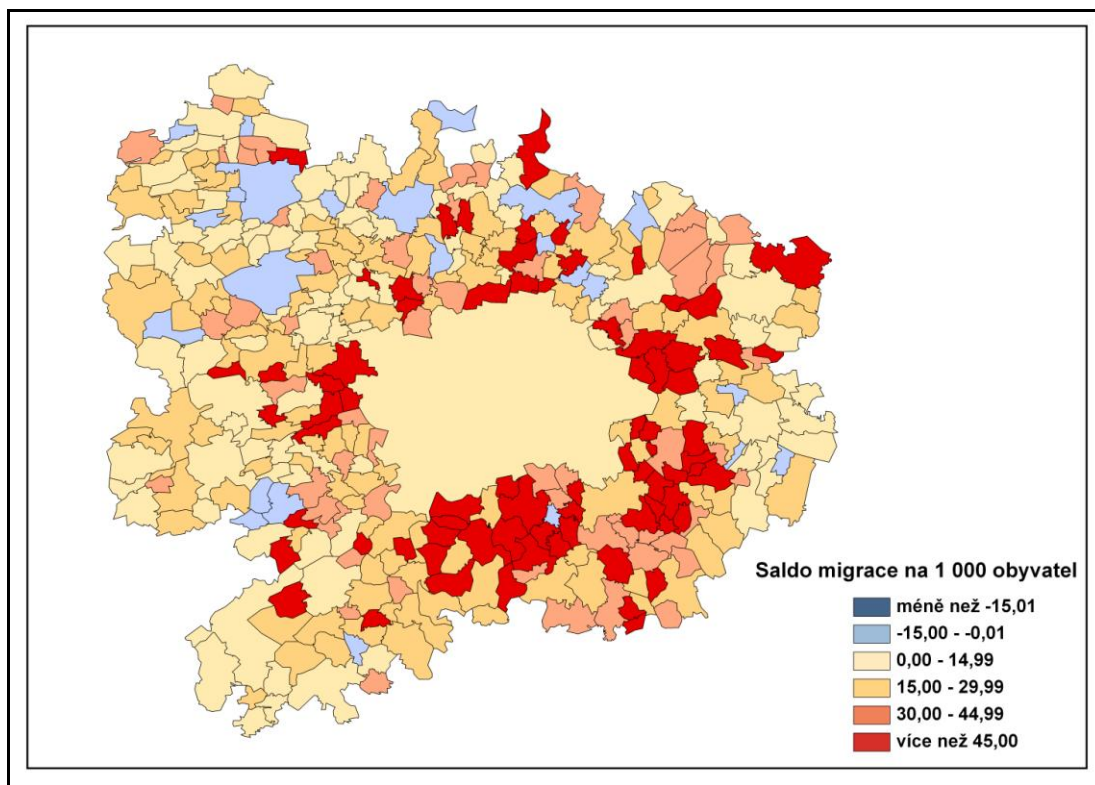 Saldo migrace na 1 000 obyvatel
méně než -15,01
-15,00 - -0,01
0,00 - 14,99
15,00 - 29,99
30,00 - 44,99
více než 45,00